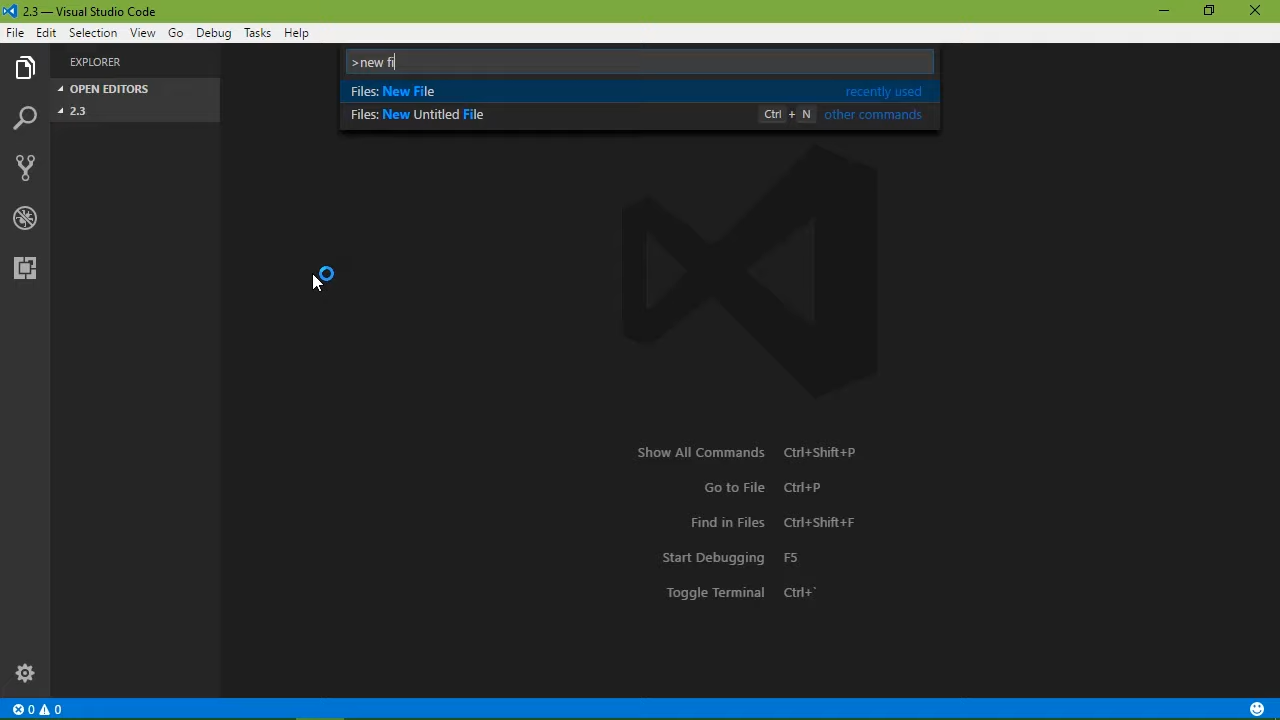 2.3 — Visual Studio Code
File Edit Selection View Go Debug Tasks Help
EXPLORER
OPEN EDITORS
2.3
>new fi
Files: New File recently used
Files: New Untitled File Ctrl + N other commands
Show All Commands Ctrl+Shift+P
Go to File Ctrl+P
Find in Files Ctrl+Shift+F
Start Debugging F5
Toggle Terminal Ctrl+`
0 0